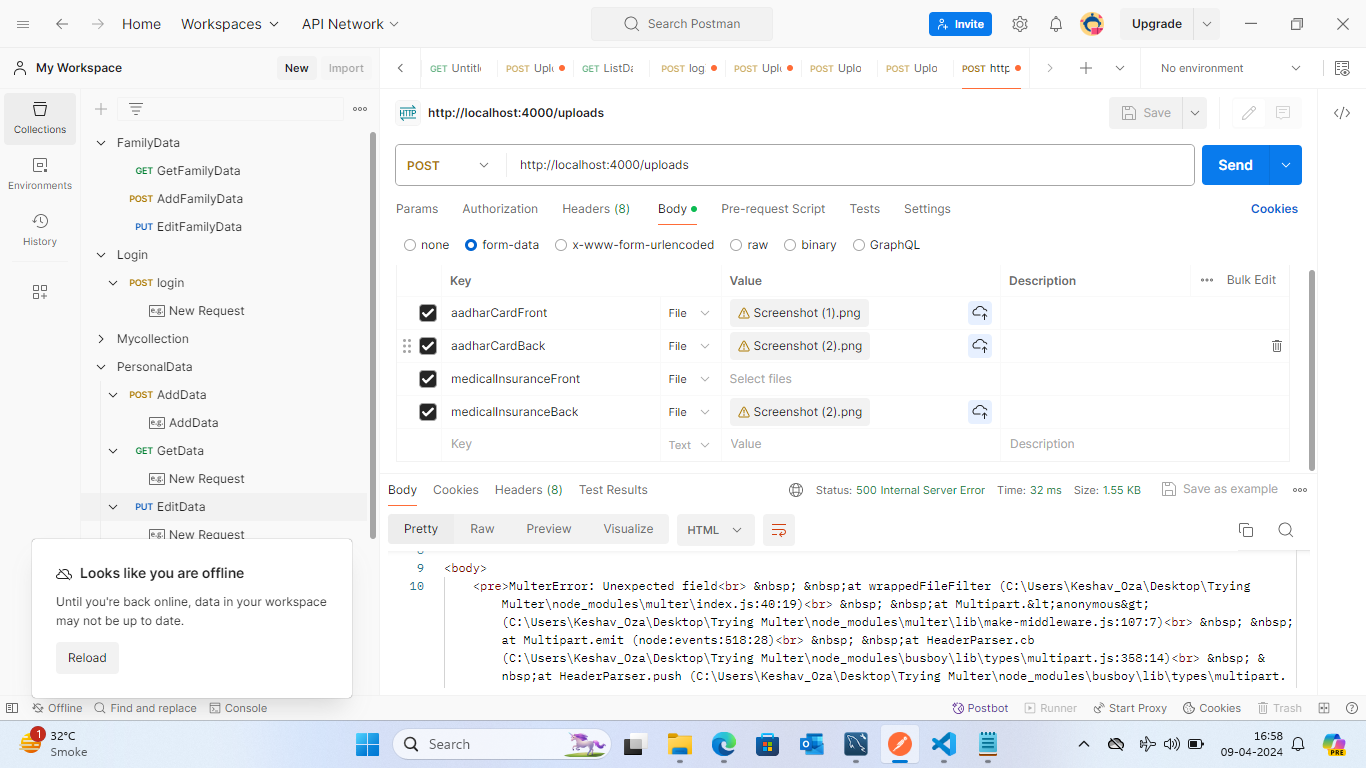 Home Workspaces API Network Search Postman Invite Upgrade
My Workspace New Import
GET Untitle POST Uplo GET ListDa POST log POST Uplo POST Uplo POST Uplo POST http No environment
Collections
Environments
History
FamilyData
GET GetFamilyData
POST AddFamilyData
PUT EditFamilyData
Login
POST login
e.g. New Request
Mycollection
PersonalData
POST AddData
e.g. AddData
GET GetData
e.g. New Request
PUT EditData
e.g. New Request
HTTP http://localhost:4000/uploads Save
POST http://localhost:4000/uploads Send
Params Authorization Headers (8) Body Pre-request Script Tests Settings Cookies
none form-data x-www-form-urlencoded raw binary GraphQL
Key Value Description Bulk Edit
aadharCardFront File Screenshot (1).png
aadharCardBack File Screenshot (2).png
medicalInsuranceFront File Select files
medicalInsuranceBack File Screenshot (2).png
Key Text Value Description
Body Cookies Headers (8) Test Results Status: 500 Internal Server Error Time: 32 ms Size: 1.55 KB Save as example
Pretty Raw Preview Visualize HTML
9 <body>
10 <pre>MulterError: Unexpected field<br> &nbsp; &nbsp;at wrappedFileFilter (C:\Users\Keshav_Oza\Desktop\Trying
Multer\node_modules\multer\index.js:40:19)<br> &nbsp; &nbsp;at Multipart.&lt;anonymous&gt;
(C:\Users\Keshav_Oza\Desktop\Trying Multer\node_modules\multer\lib\make-middleware.js:107:7)<br> &nbsp; &nbsp;
at Multipart.emit (node:events:518:28)<br> &nbsp; &nbsp;at HeaderParser.cb
(C:\Users\Keshav_Oza\Desktop\Trying Multer\node_modules\busboy\lib\types\multipart.js:358:14)<br> &nbsp; &
nbsp;at HeaderParser.push (C:\Users\Keshav_Oza\Desktop\Trying Multer\node_modules\busboy\lib\types\multipart.
Looks like you are offline
Until you're back online, data in your workspace
may not be up to date.
Reload
Offline Find and replace Console Postbot Runner Start Proxy Cookies Trash
1 32°C
Smoke
Search
16:58
09-04-2024
PRE